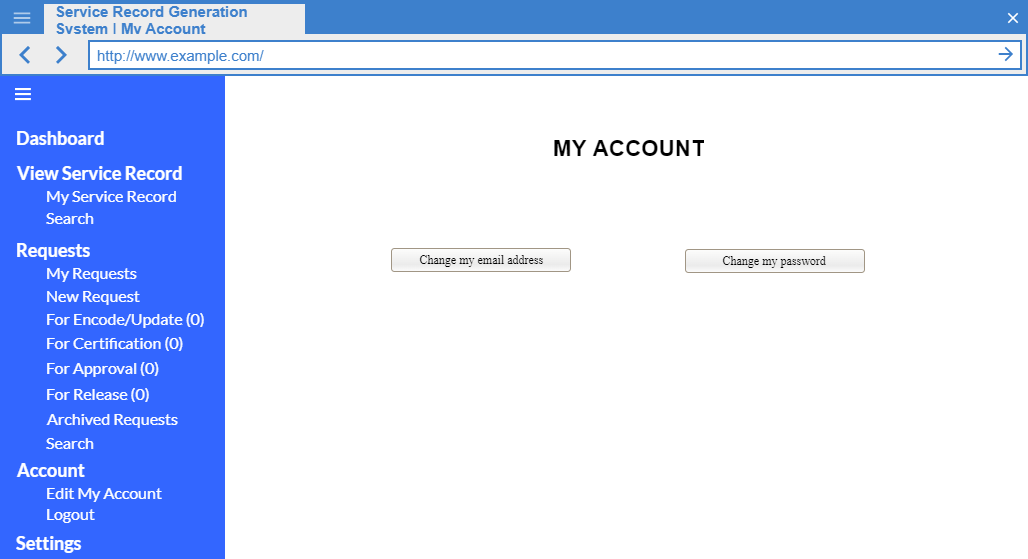 Service Record Generation
System | My Account
http://www.example.com/
Dashboard
View Service Record
My Service Record
Search
Requests
My Requests
New Request
For Encode/Update (0)
For Certification (0)
For Approval (0)
For Release (0)
Archived Requests
Search
Account
Edit My Account
Logout
Settings
MY ACCOUNT
Change my email address
Change my password